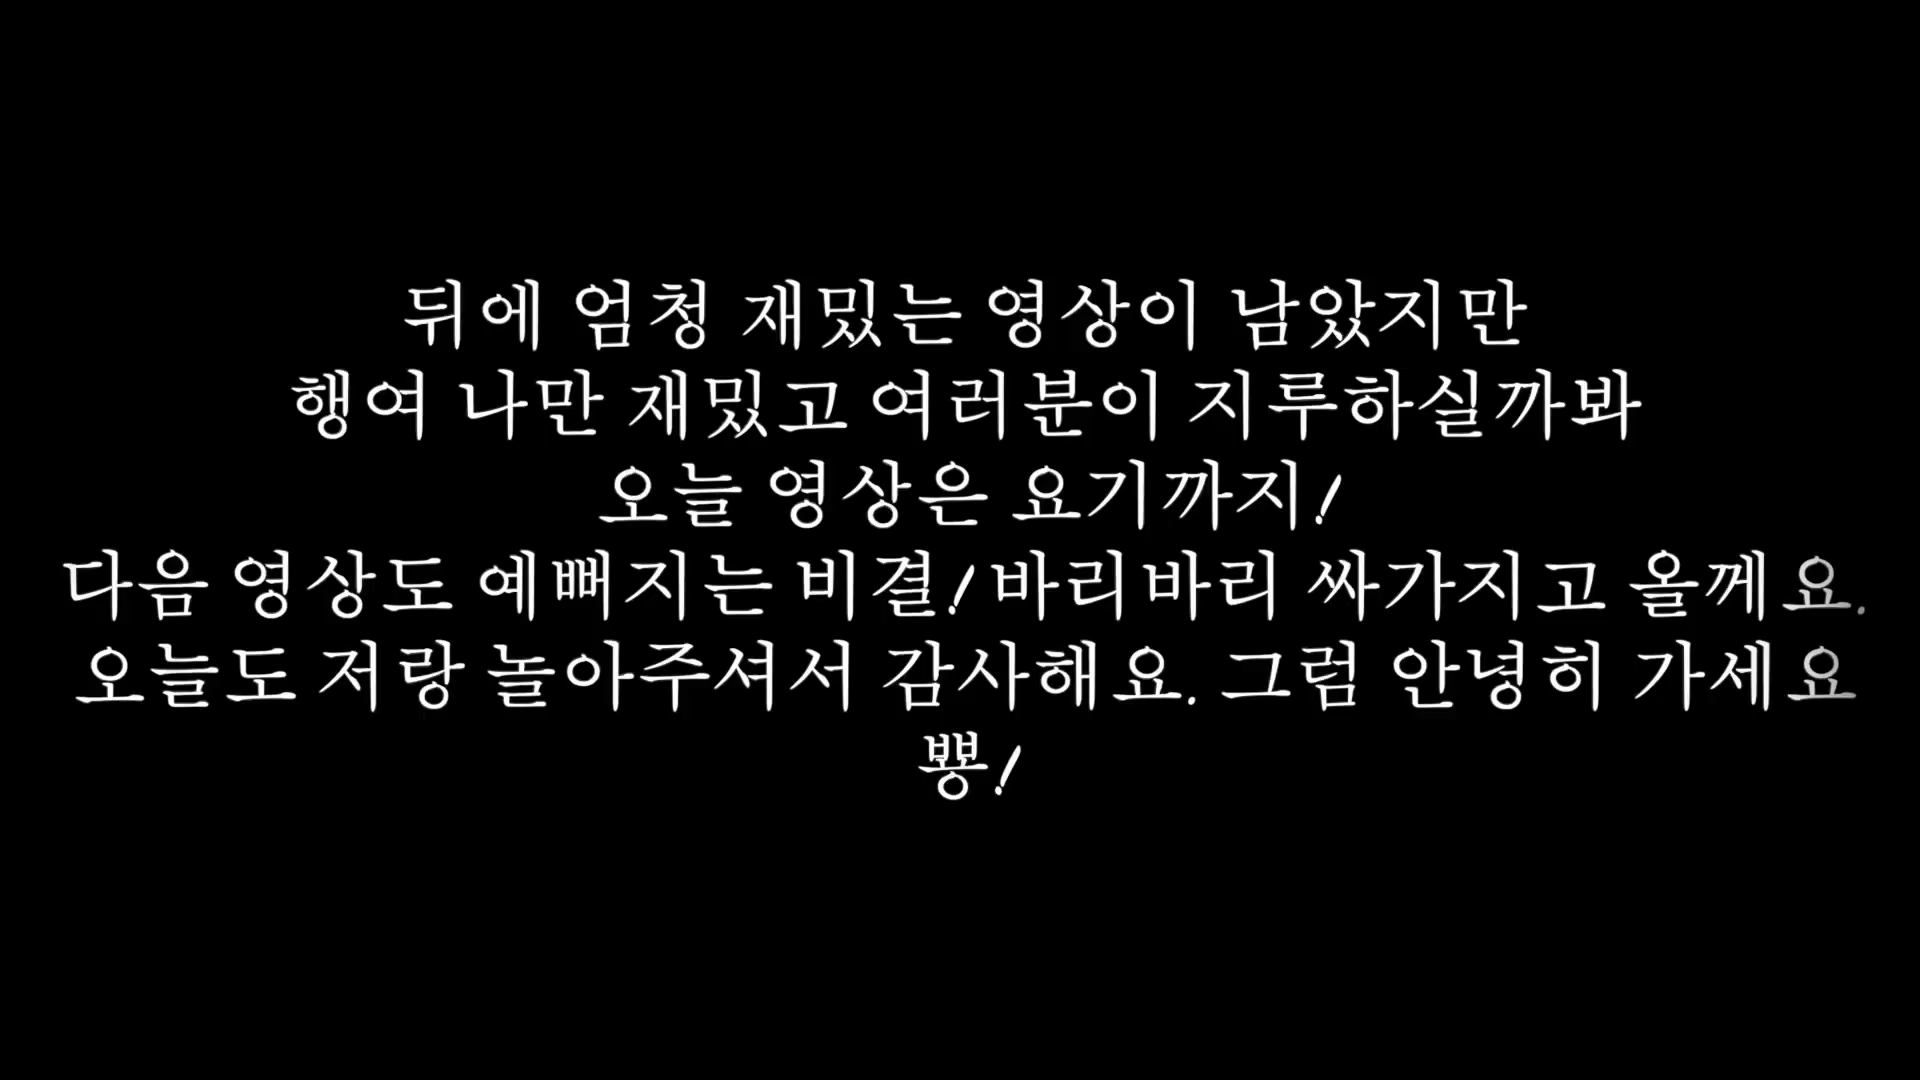 뒤에 엄청 재밌는 영상이 남았지만
행여 나만 재밌고 여러분이 지루하실까봐
오늘 영상은 요기까지!
다음 영상도 예뻐지는 비결! 바리바리 싸가지고 올께요.
오늘도 저랑 놀아주셔서 감사해요. 그럼 안녕히 가세요
뿅!